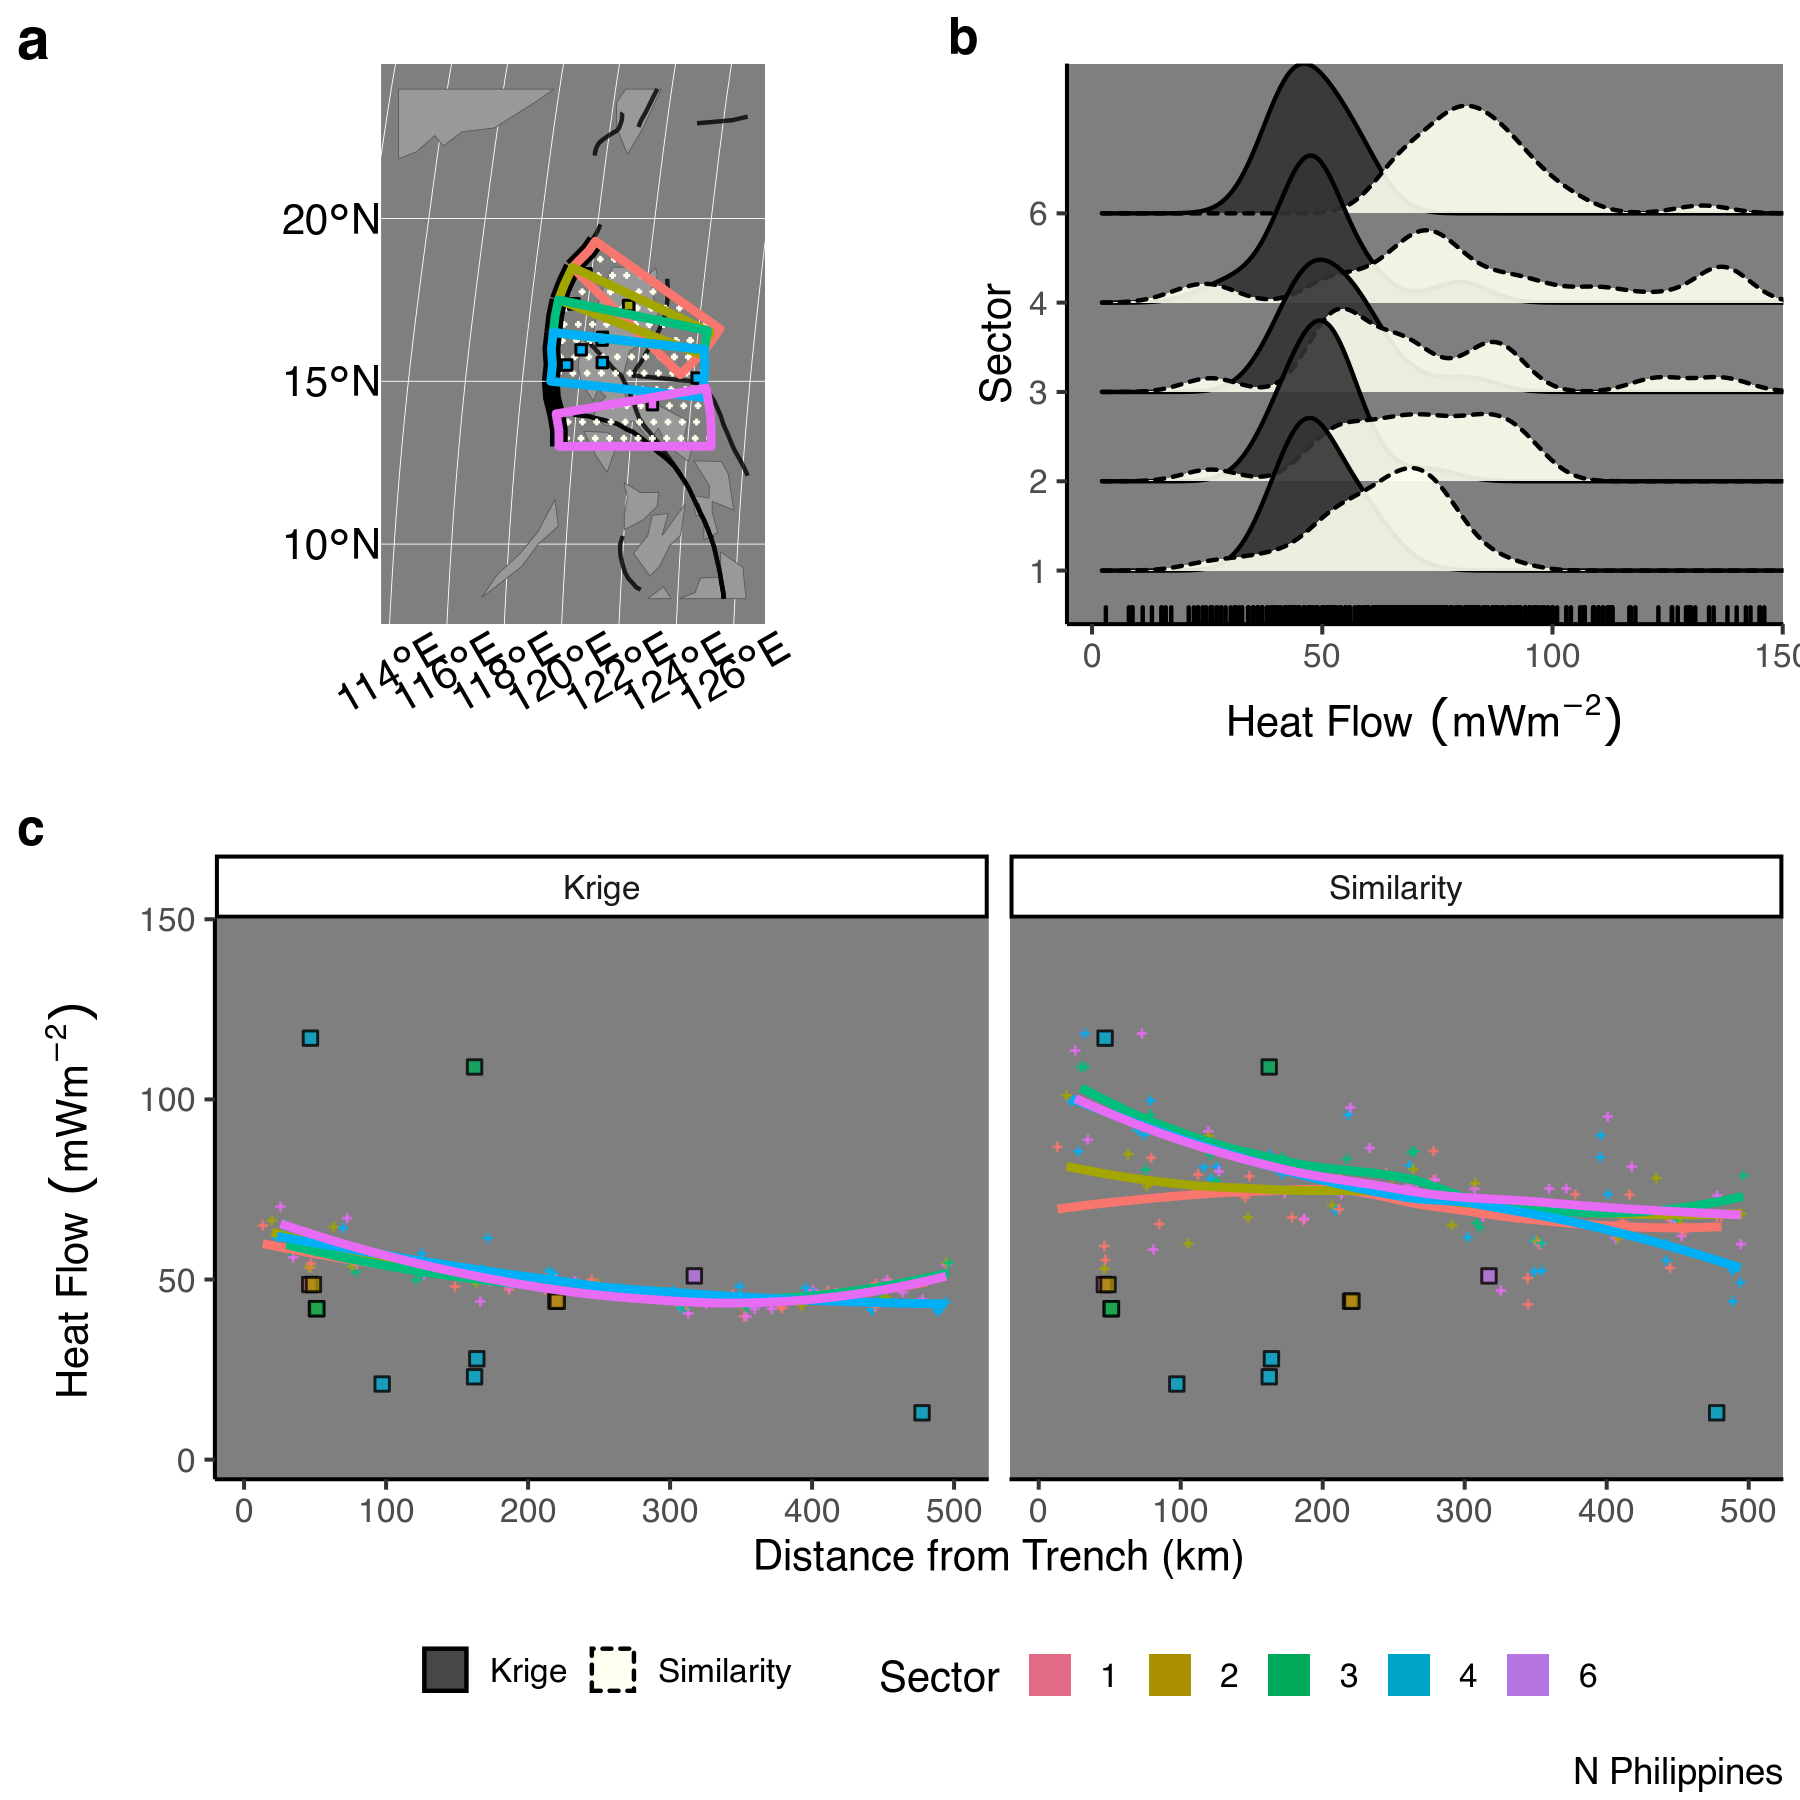 a
20°N
15°N
10°N
114°E
116°E
118°E
120°E
122°E
124°E
126°E
b
Sector
6
4
3
2
1
0
50
100
150
Heat Flow (mWm⁻²)
c
Krige
Similarity
Heat Flow (mWm⁻²)
150
100
50
0
0 100 200 300 400 500
0 100 200 300 400 500
Distance from Trench (km)
Krige Similarity Sector 1 2 3 4 6
N Philippines